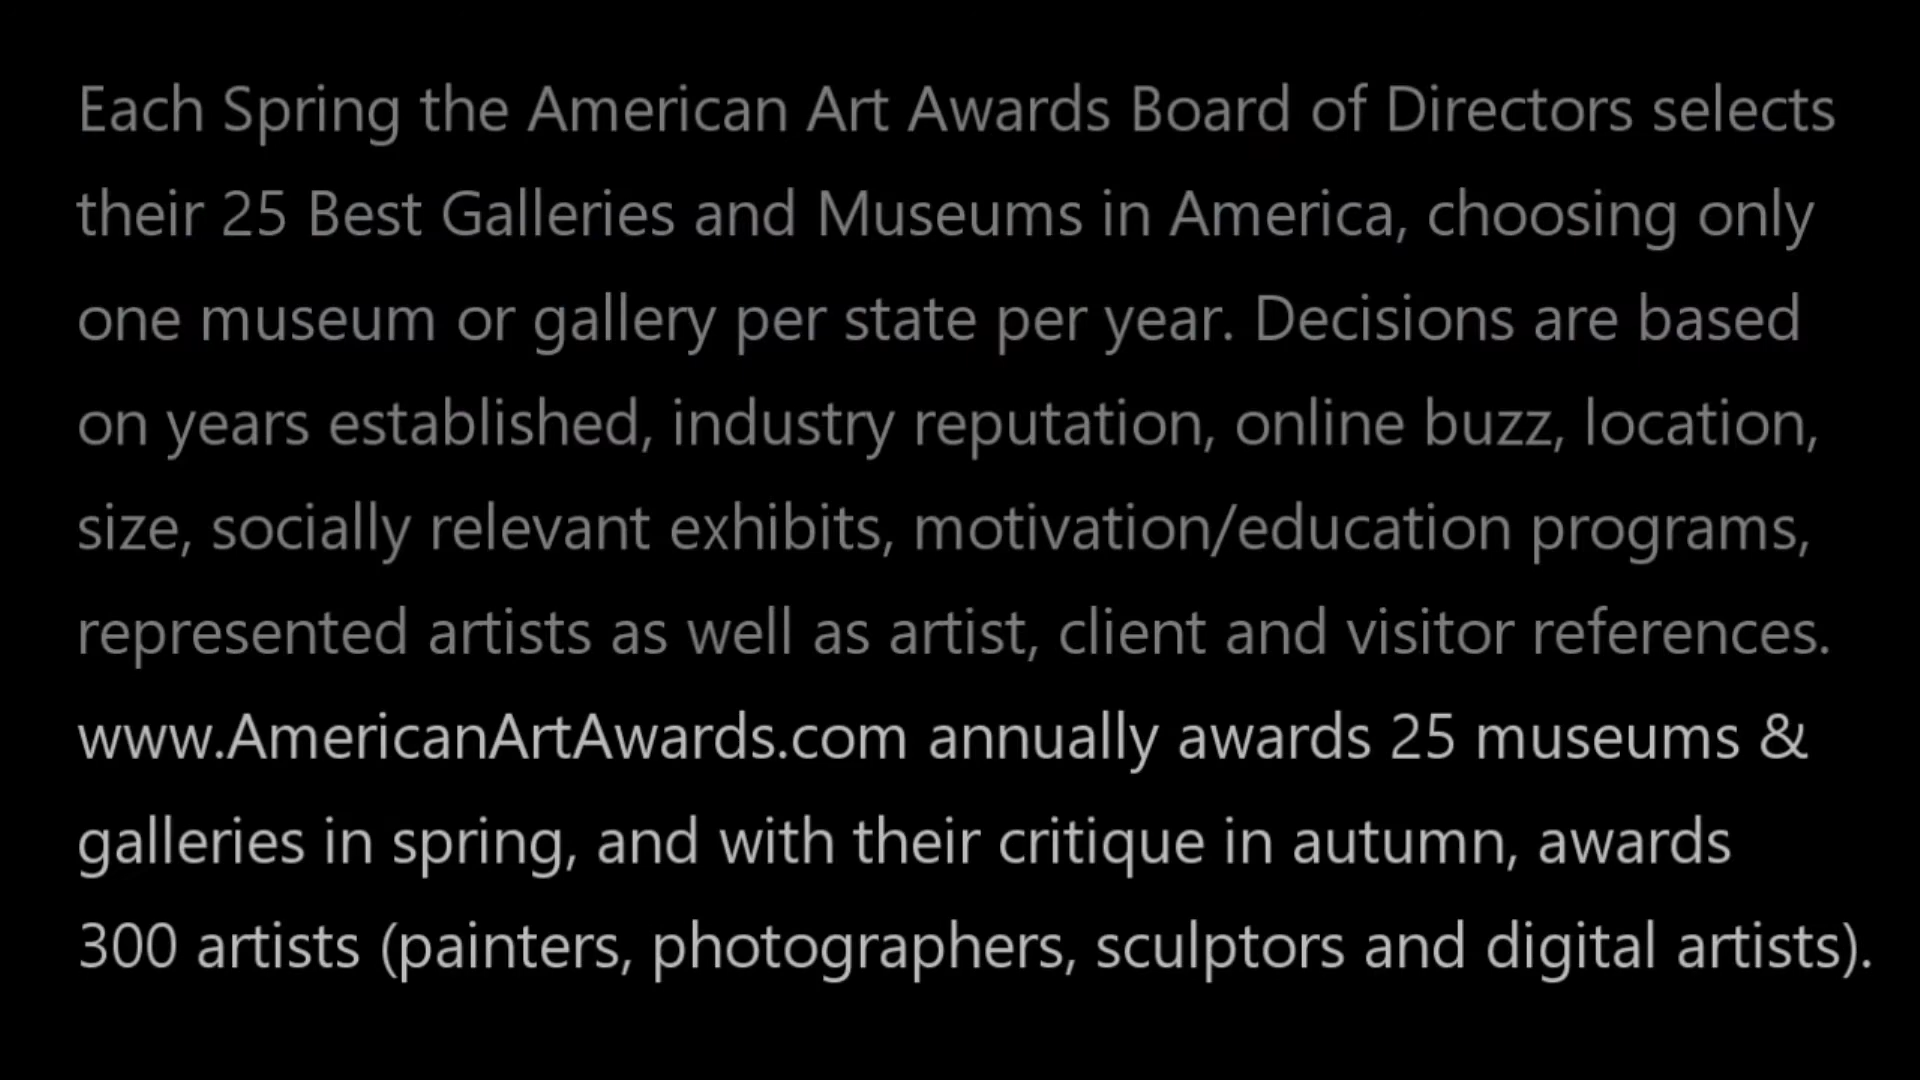 Each Spring the American Art Awards Board of Directors selects
their 25 Best Galleries and Museums in America, choosing only
one museum or gallery per state per year. Decisions are based
on years established, industry reputation, online buzz, location,
size, socially relevant exhibits, motivation/education programs,
represented artists as well as artist, client and visitor references.
www.AmericanArtAwards.com annually awards 25 museums &
galleries in spring, and with their critique in autumn, awards
300 artists (painters, photographers, sculptors and digital artists).